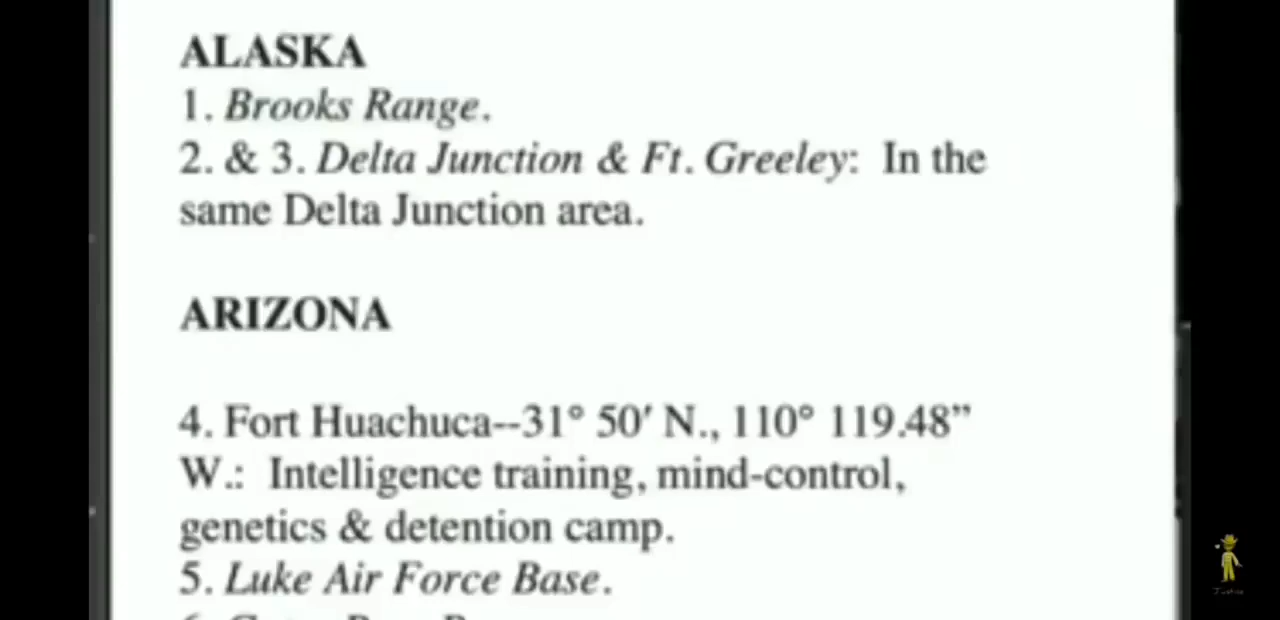 ALASKA
1. Brooks Range.
2. & 3. Delta Junction & Ft. Greeley:  In the
same Delta Junction area.
ARIZONA
4. Fort Huachuca--31° 50′ N., 110° 119.48”
W.:  Intelligence training, mind-control,
genetics & detention camp.
5. Luke Air Force Base.